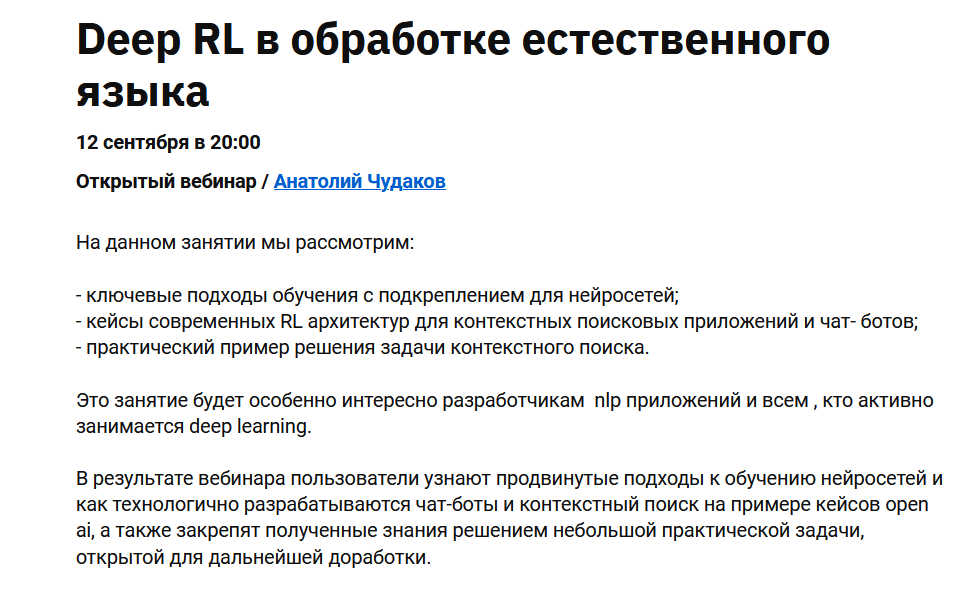 Deep RL в обработке естественного
языка
12 сентября в 20:00
Открытый вебинар / Анатолий Чудаков
На данном занятии мы рассмотрим:
- ключевые подходы обучения с подкреплением для нейросетей;
- кейсы современных RL архитектур для контекстных поисковых приложений и чат- ботов;
- практический пример решения задачи контекстного поиска.
Это занятие будет особенно интересно разработчикам  nlp приложений и всем , кто активно
занимается deep learning.
В результате вебинара пользователи узнают продвинутые подходы к обучению нейросетей и
как технологично разрабатываются чат-боты и контекстный поиск на примере кейсов open
ai, а также закрепят полученные знания решением небольшой практической задачи,
открытой для дальнейшей доработки.